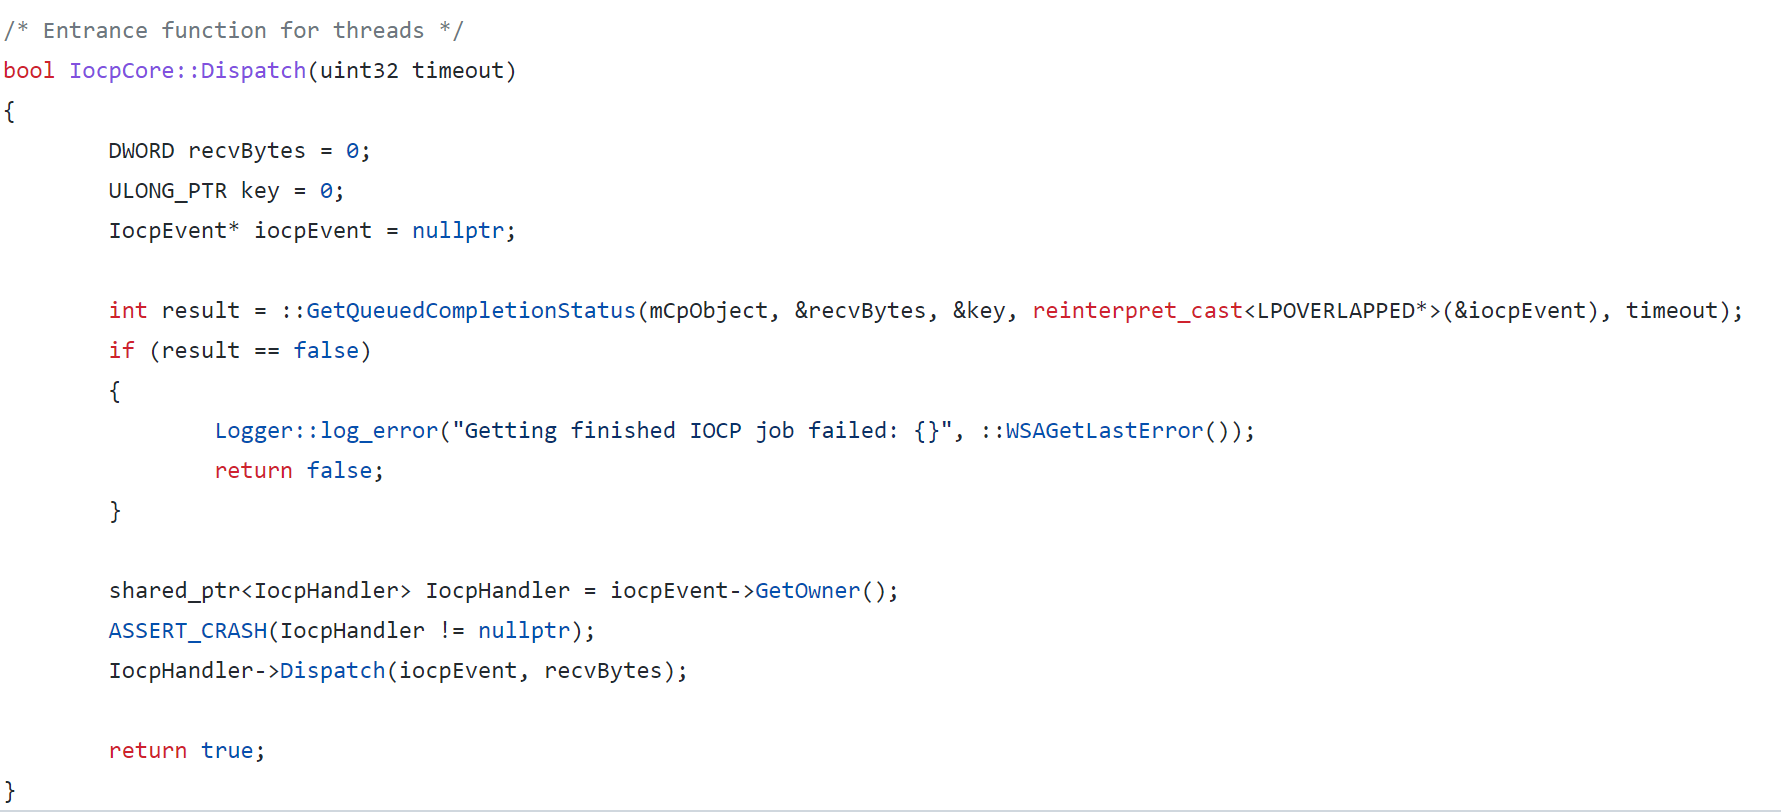 /* Entrance function for threads */
bool IocpCore::Dispatch(uint32 timeout)
{
        DWORD recvBytes = 0;
        ULONG_PTR key = 0;
        IocpEvent* iocpEvent = nullptr;

        int result = ::GetQueuedCompletionStatus(mCpObject, &recvBytes, &key, reinterpret_cast<LPOVERLAPPED*>(&iocpEvent), timeout);
        if (result == false)
        {
                Logger::log_error("Getting finished IOCP job failed: {}", ::WSAGetLastError());
                return false;
        }

        shared_ptr<IocpHandler> IocpHandler = iocpEvent->GetOwner();
        ASSERT_CRASH(IocpHandler != nullptr);
        IocpHandler->Dispatch(iocpEvent, recvBytes);

        return true;
}